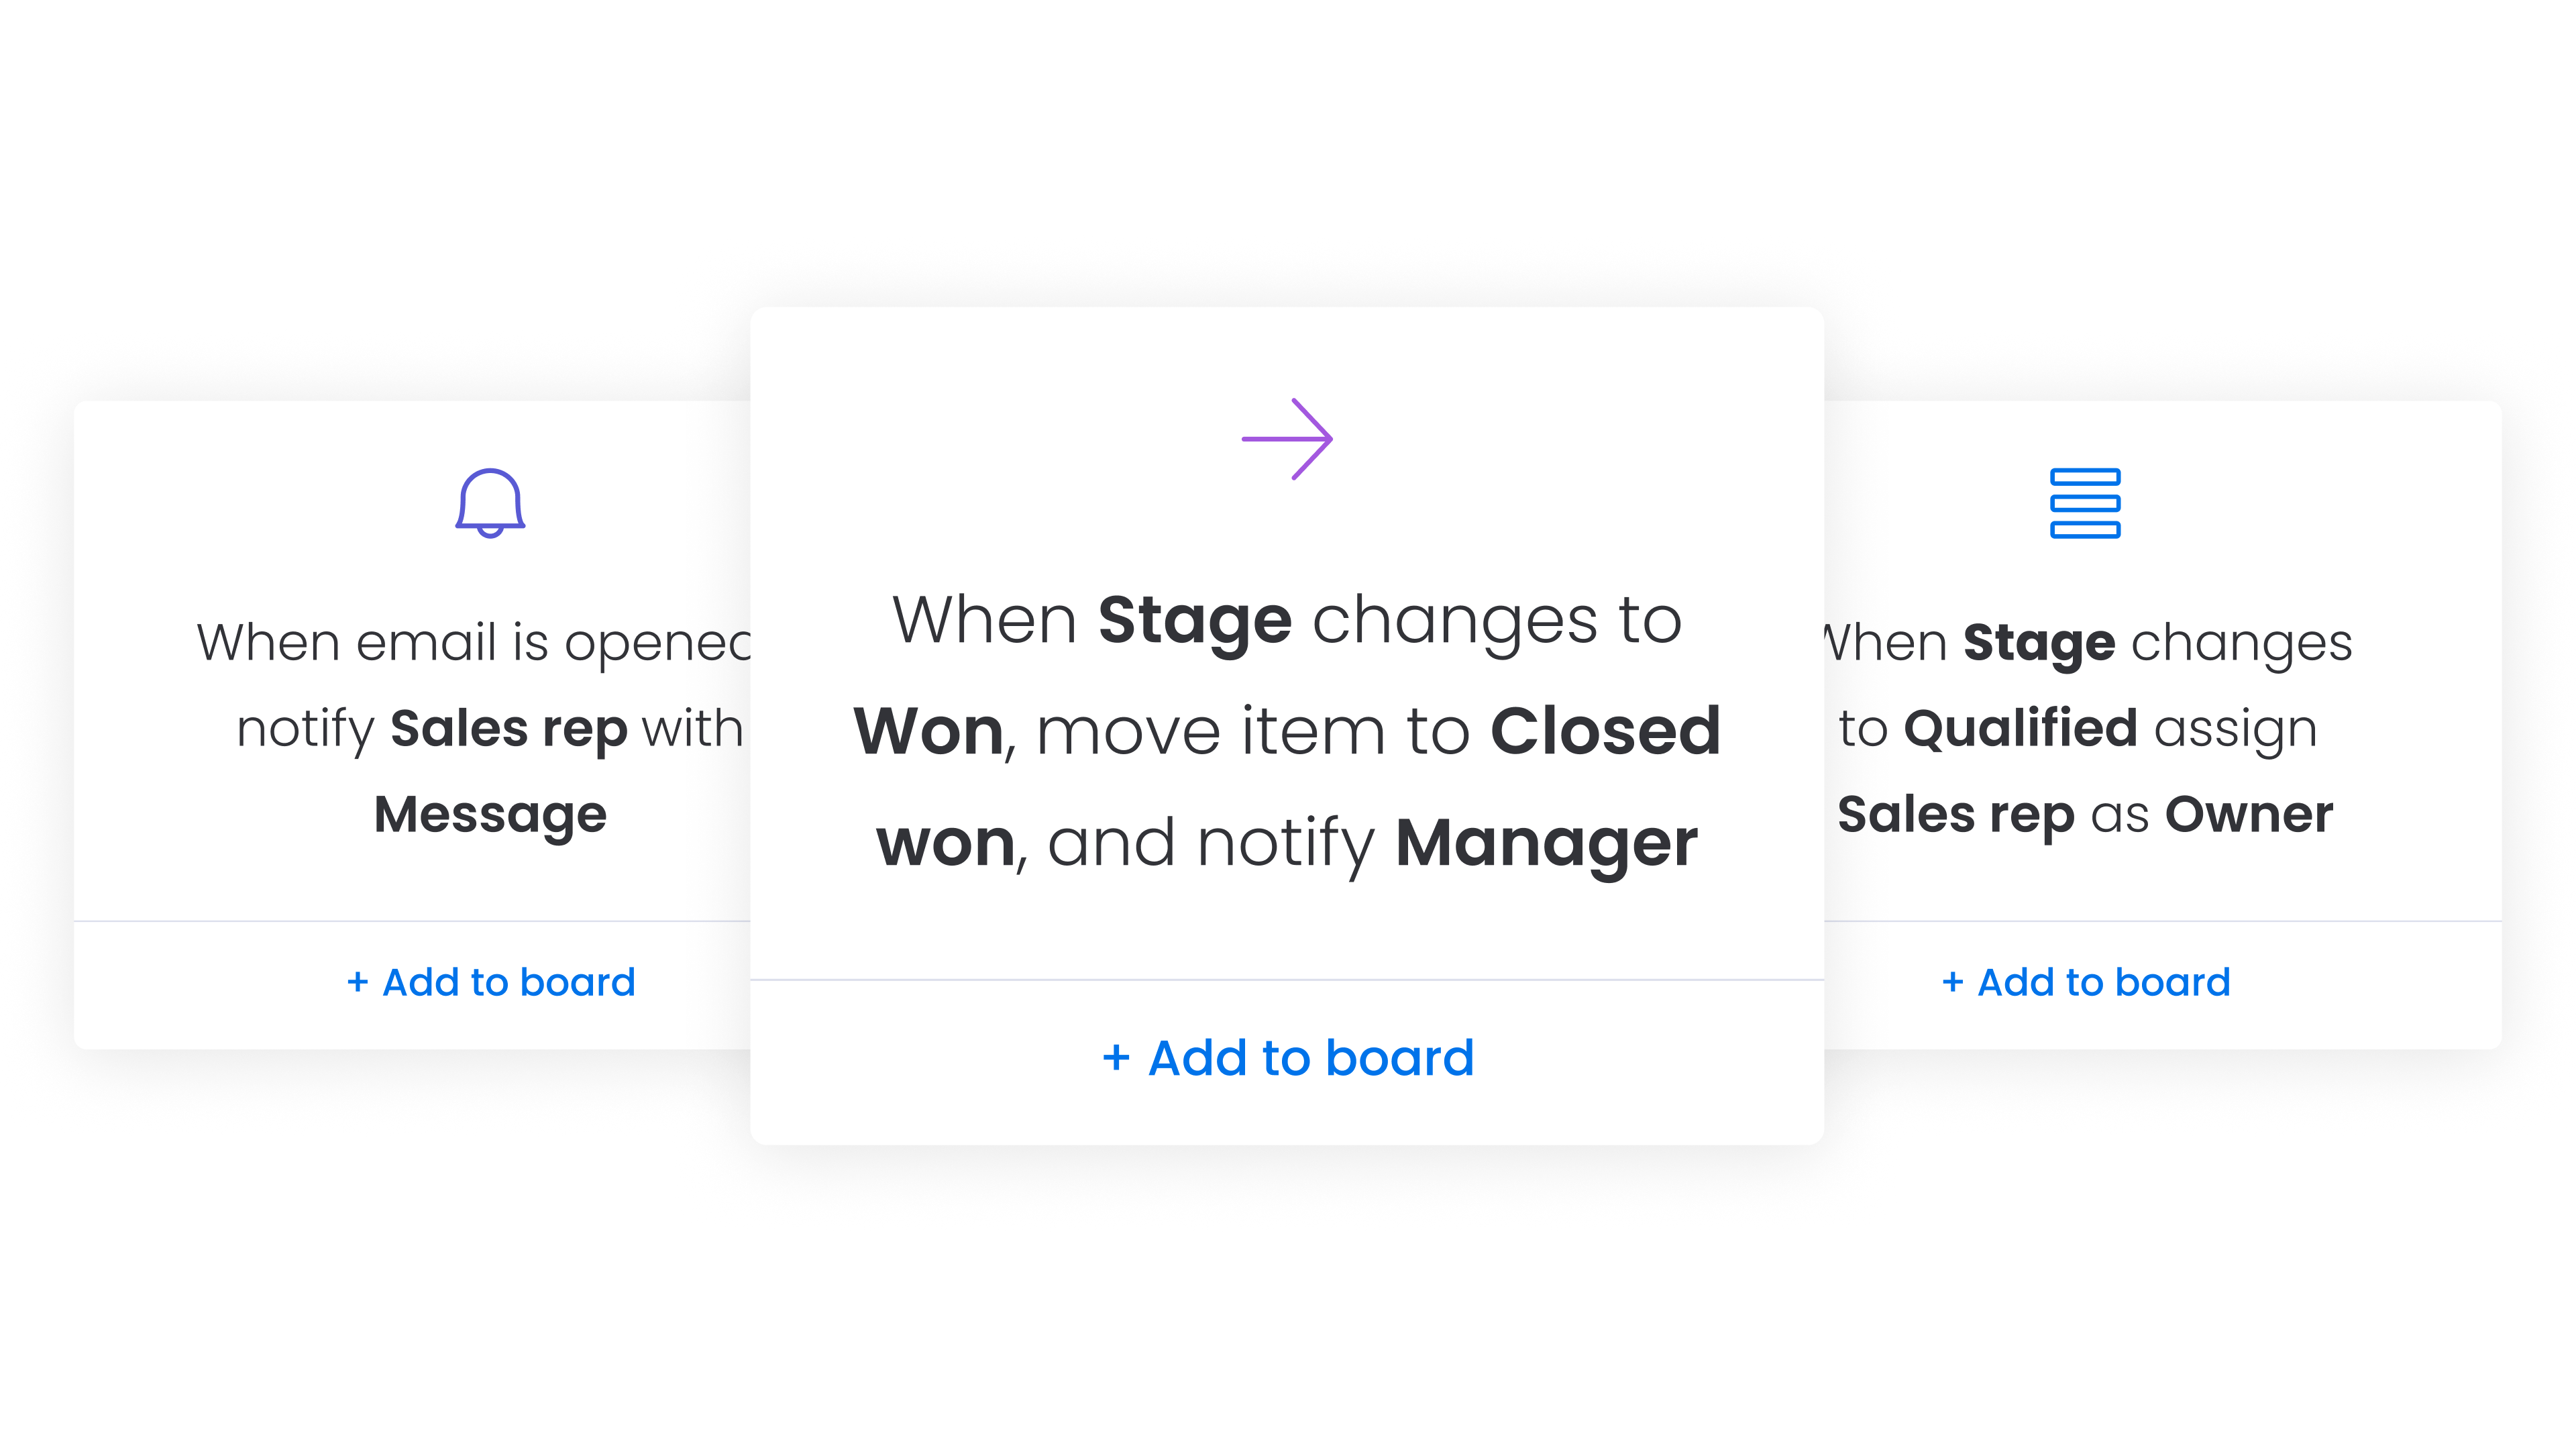 When email is opened
notify Sales rep with
Message
+ Add to board
When Stage changes to
Won, move item to Closed
won, and notify Manager
+ Add to board
When Stage changes
to Qualified assign
Sales rep as Owner
+ Add to board